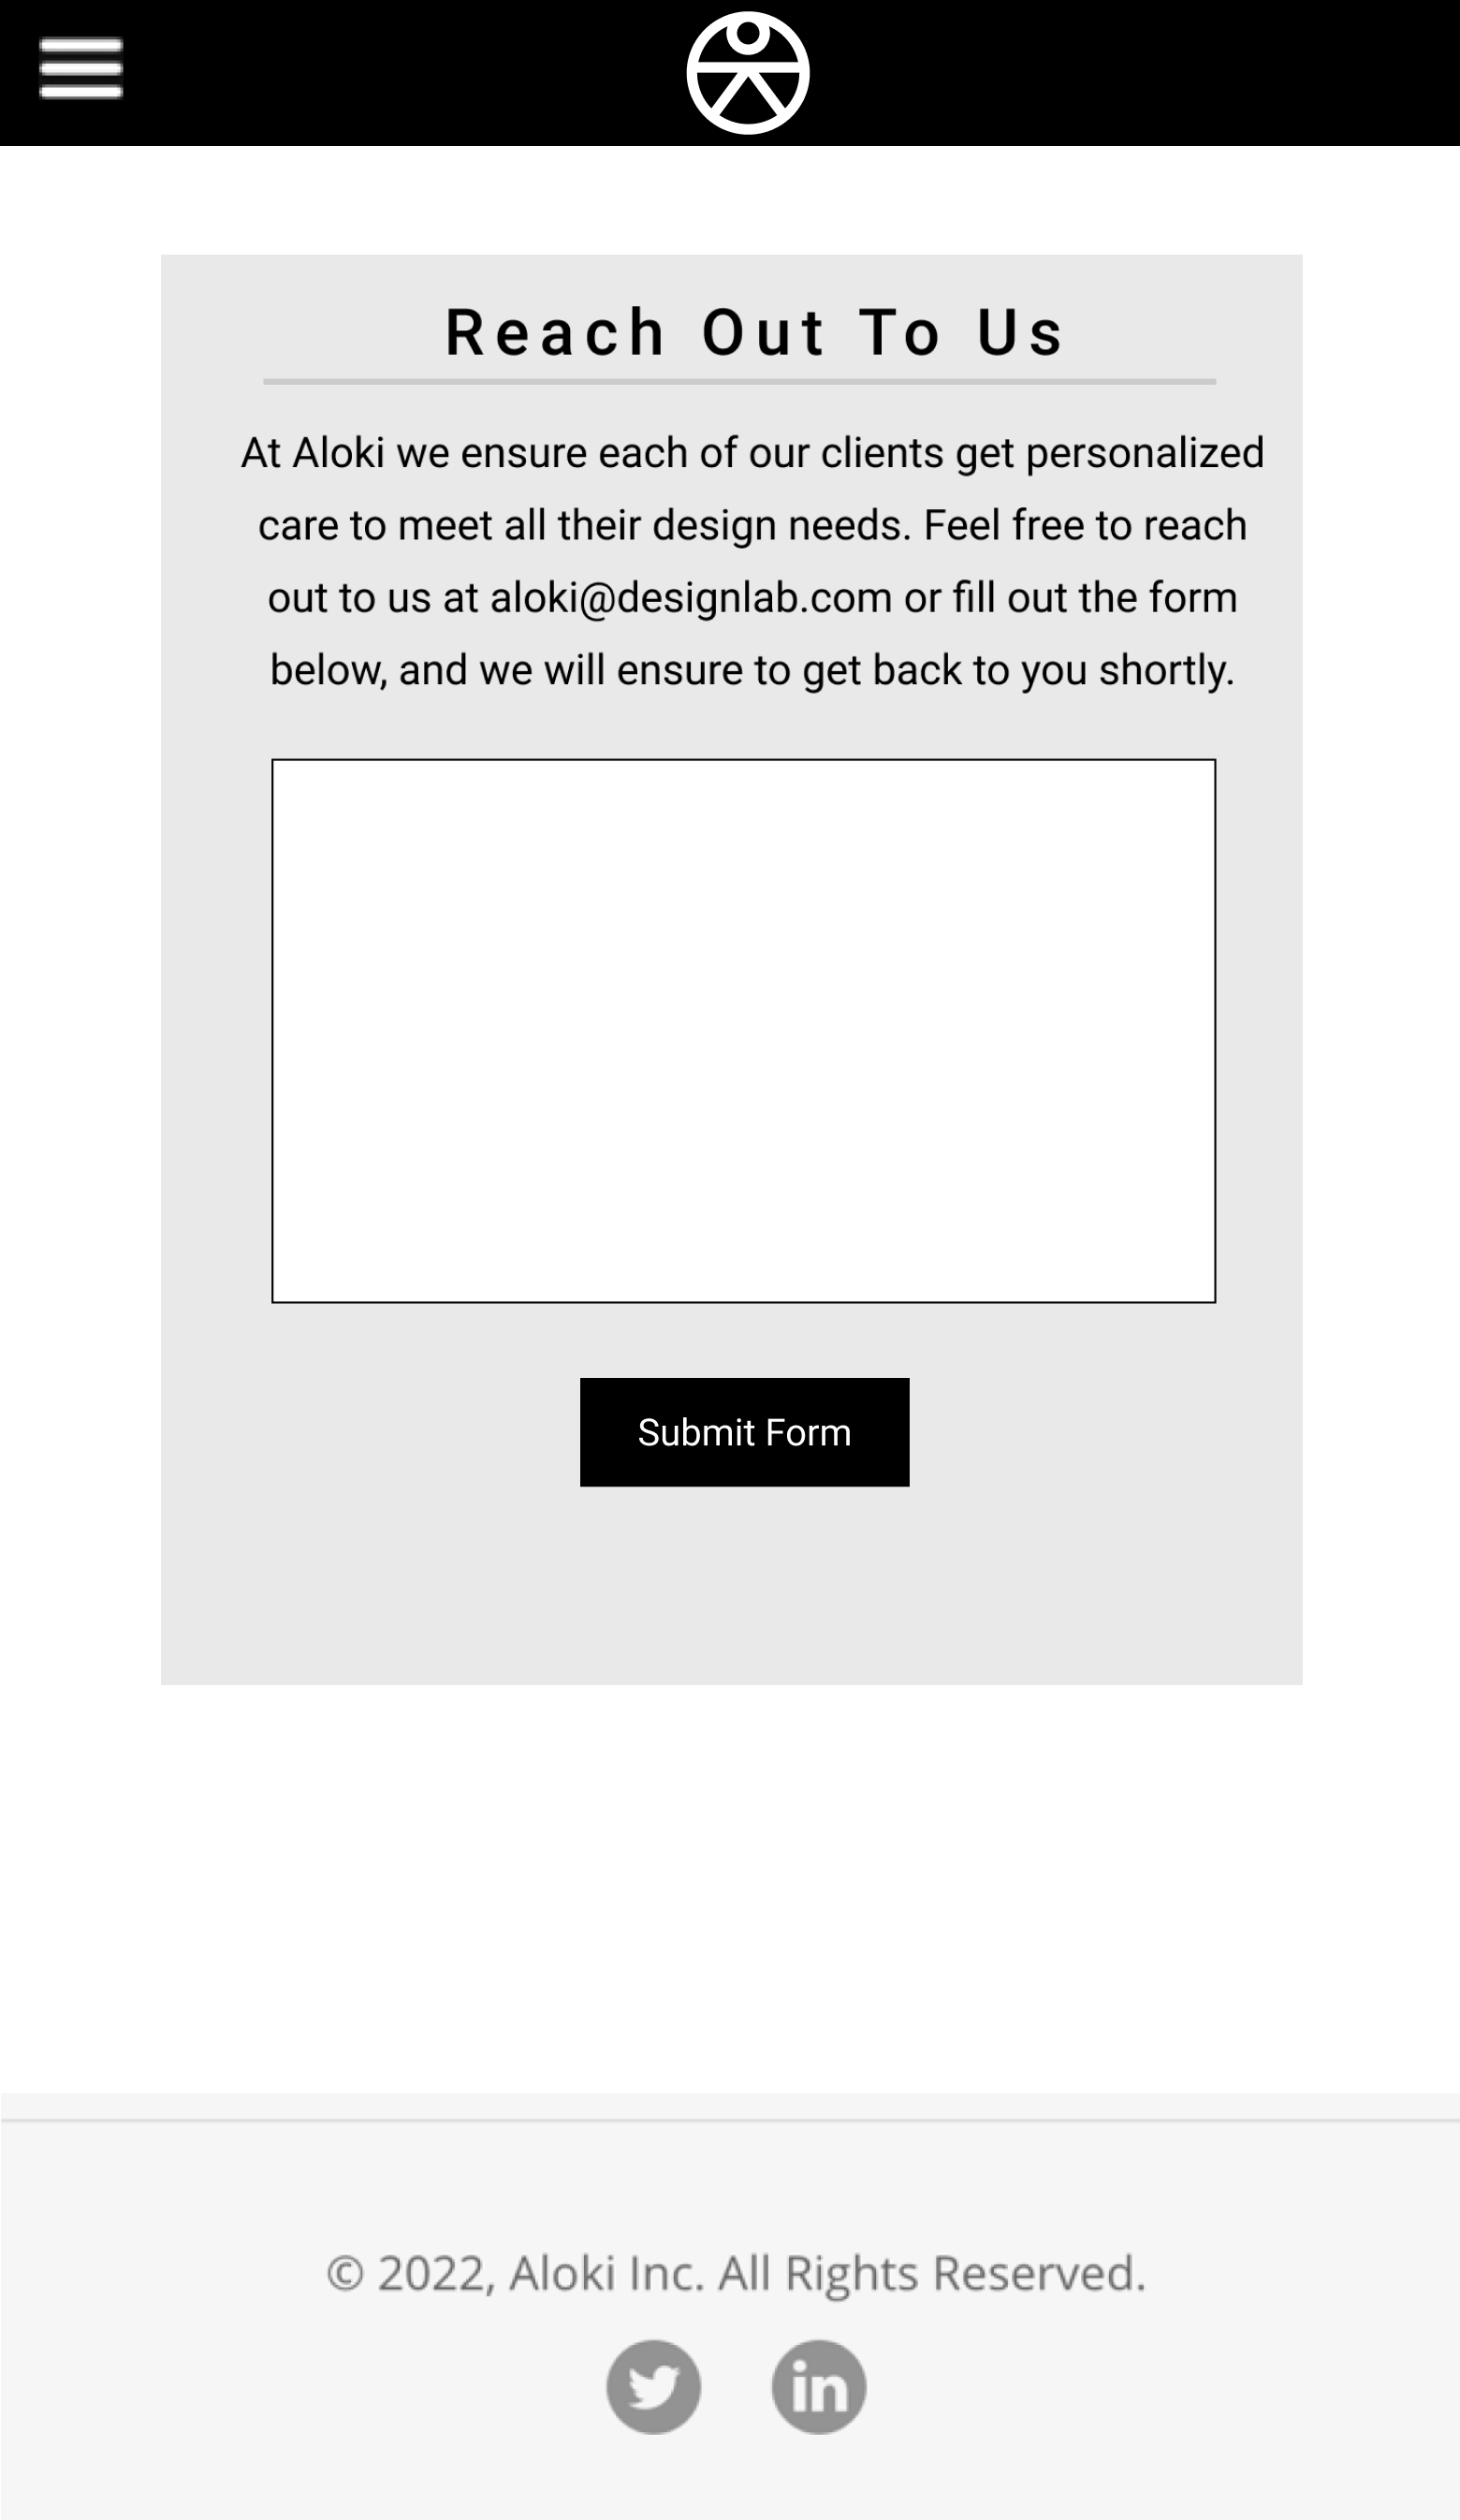 Reach Out To Us
At Aloki we ensure each of our clients get personalized
care to meet all their design needs. Feel free to reach
out to us at aloki@designlab.com or fill out the form
below, and we will ensure to get back to you shortly.
Submit Form
© 2022, Aloki Inc. All Rights Reserved.
in